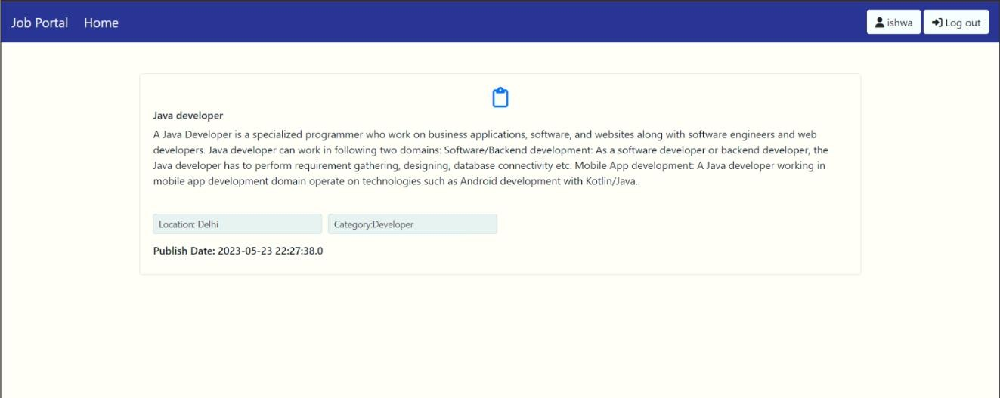 Job Portal Home ishwa Log out
Java developer
A Java Developer is a specialized programmer who work on business applications, software, and websites along with software engineers and web
developers. Java developer can work in following two domains: Software/Backend development: As a software developer or backend developer, the
Java developer has to perform requirement gathering, designing, database connectivity etc. Mobile App development: A Java developer working in
mobile app development domain operate on technologies such as Android development with Kotlin/Java..
Location: Delhi Category:Developer
Publish Date: 2023-05-23 22:27:38.0